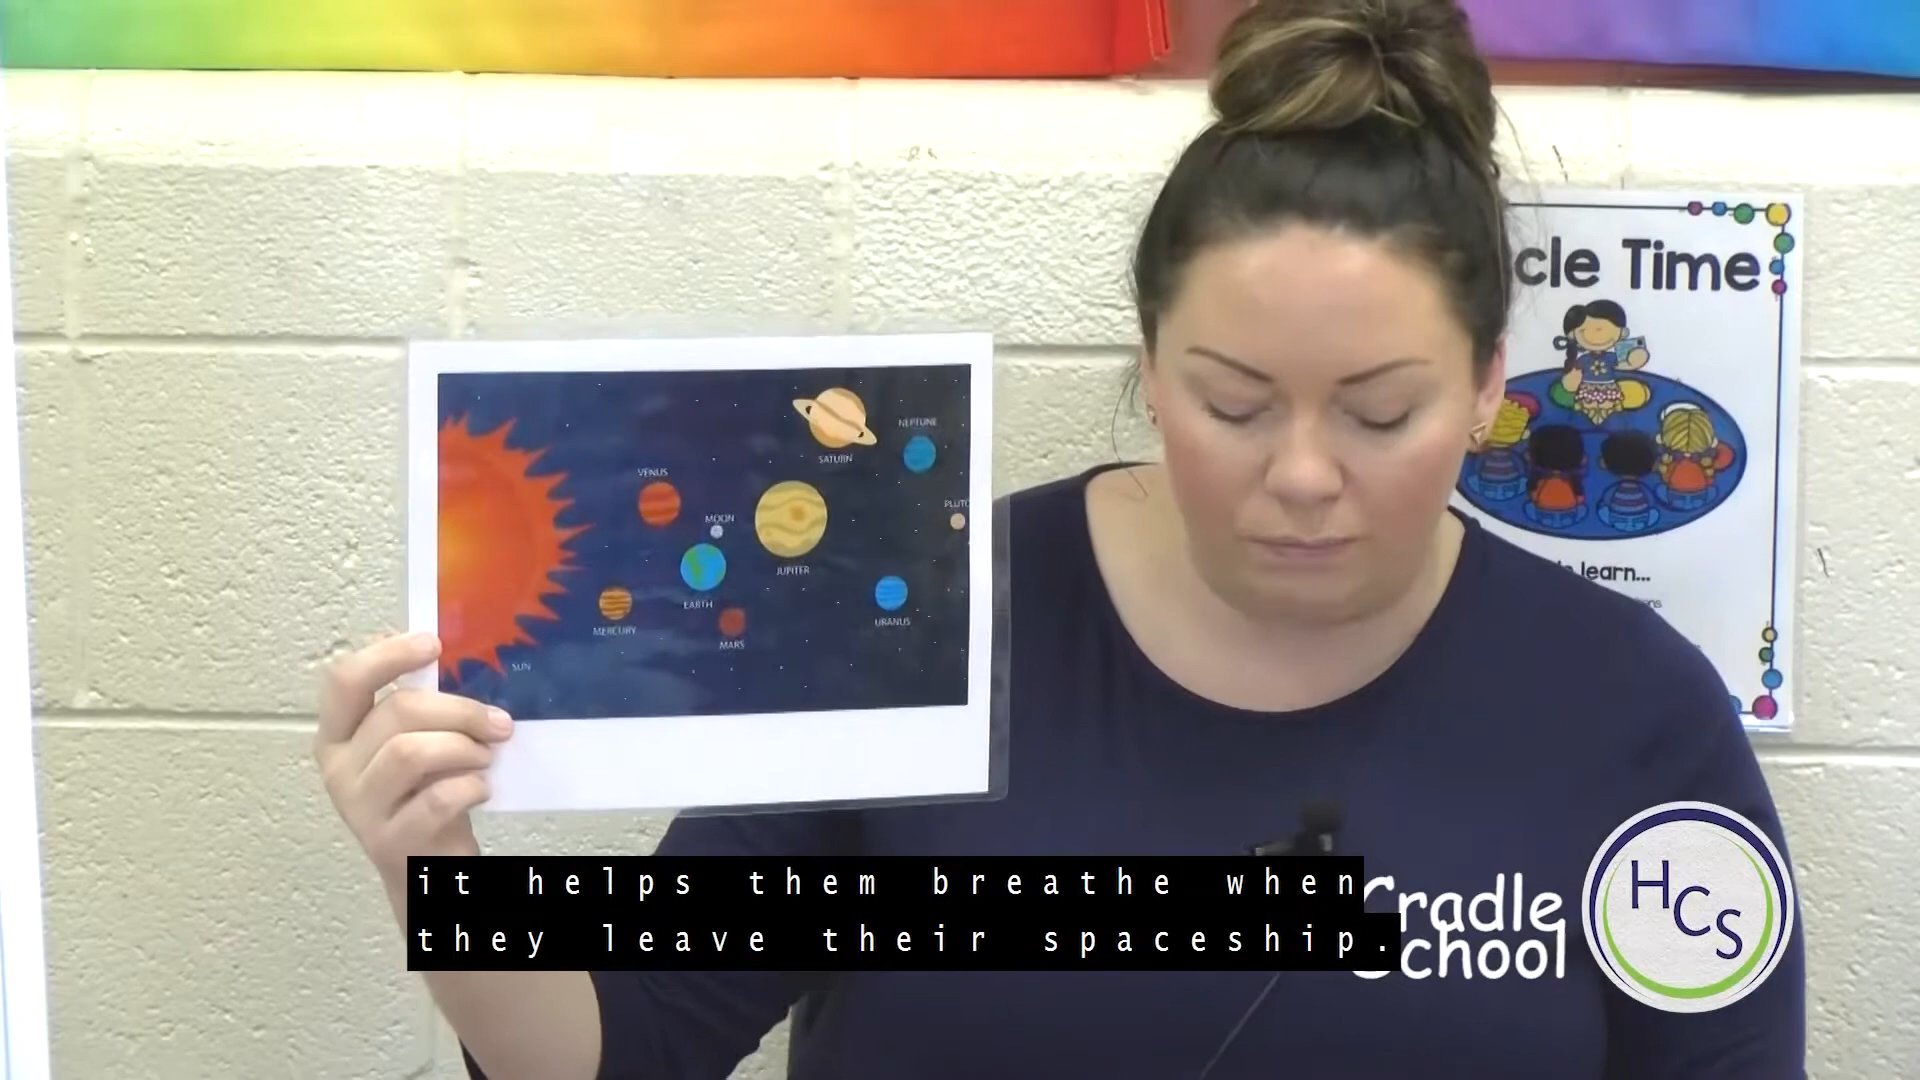 cle Time
NEPTUNE
SATURN
VENUS
PLUTO
MOON
JUPITER
EARTH
MERCURY
URANUS
MARS
SUN
learn...
it helps them breathe when
they leave their spaceship.
Cradle
School
HCS